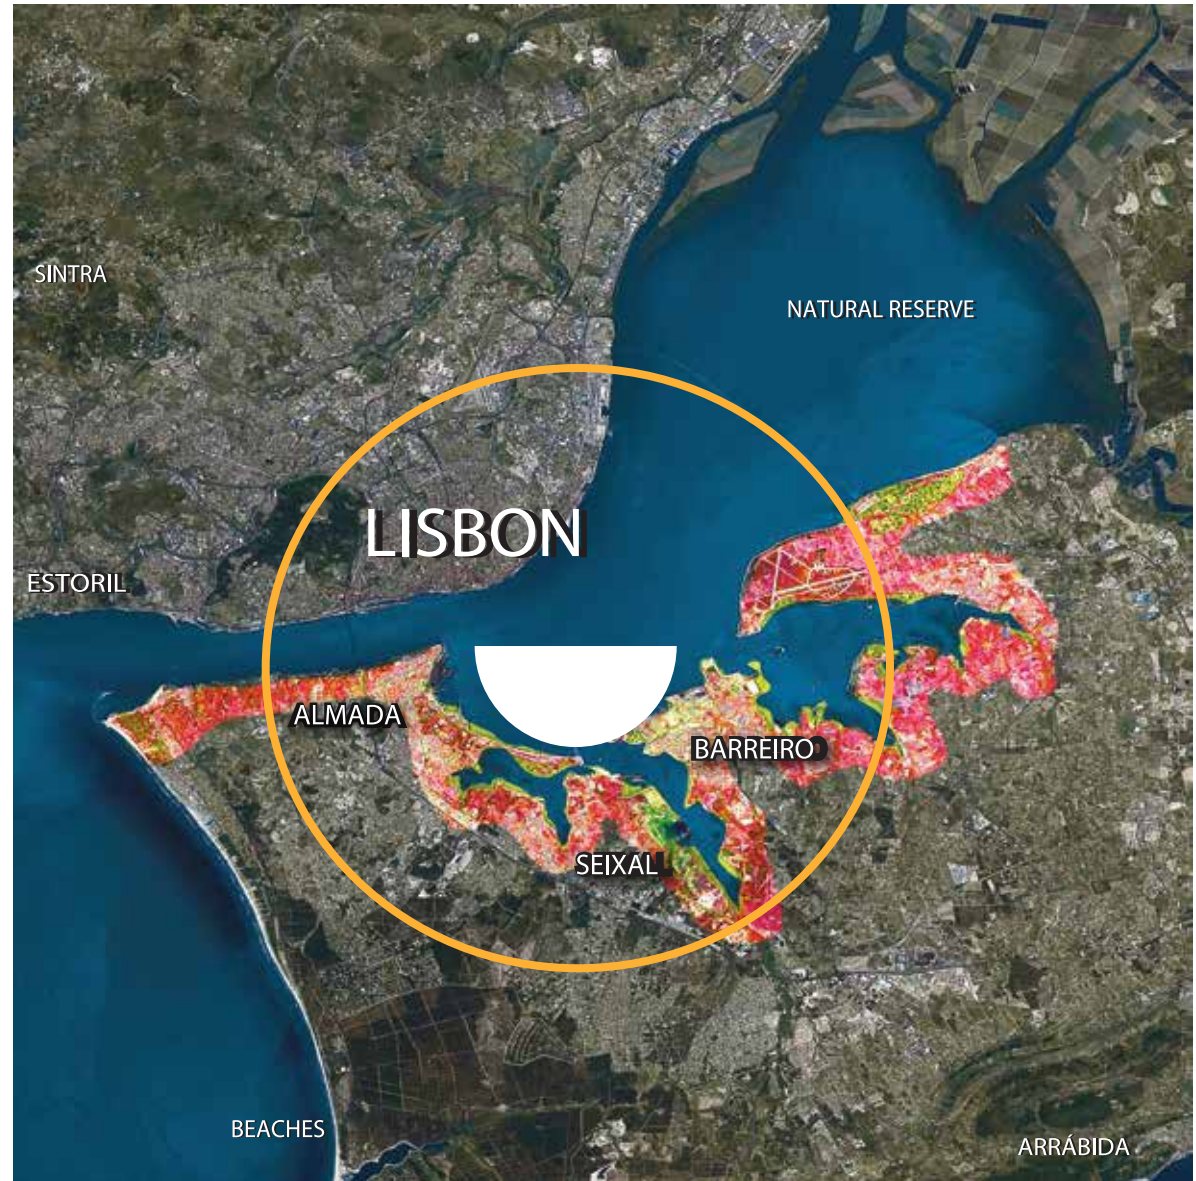 SINTRA
NATURAL RESERVE
LISBON
ESTORIL
ALMADA
BARREIRO
SEIXAL
BEACHES
ARRÁBIDA